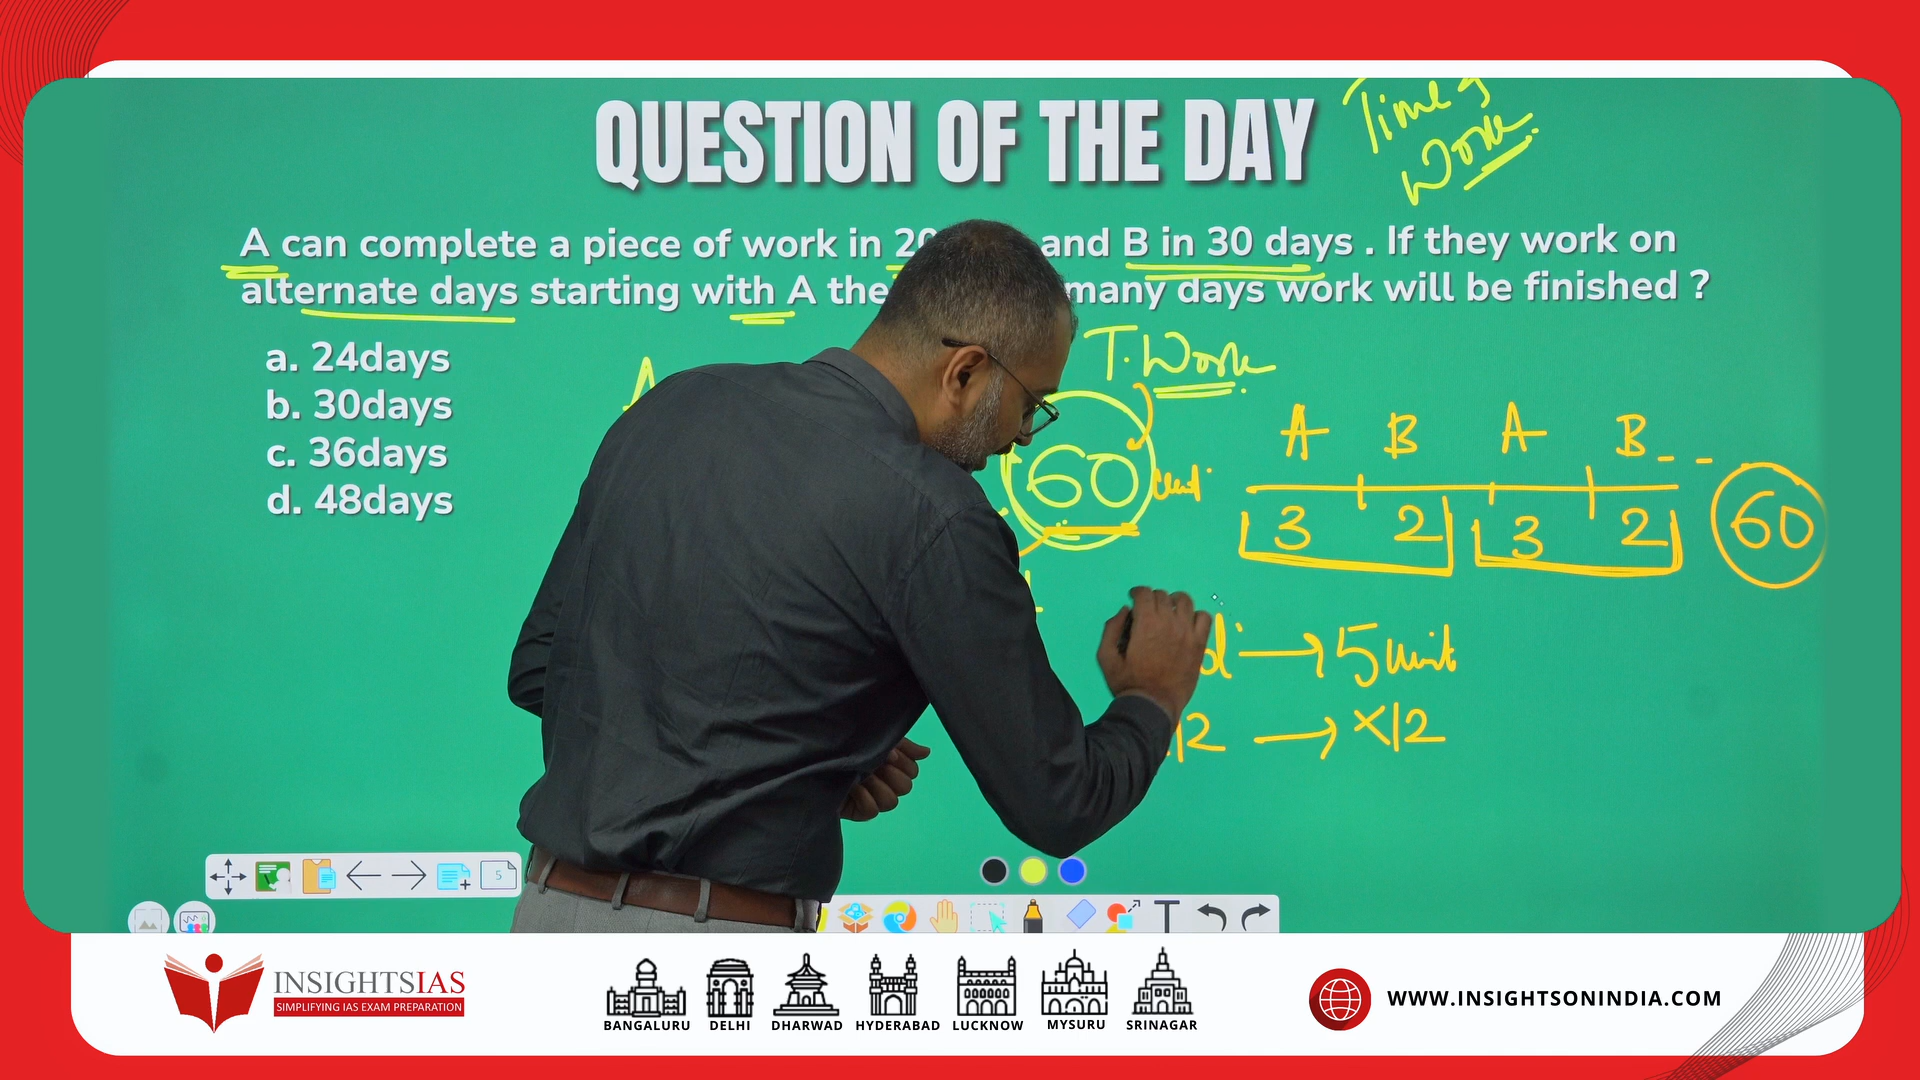 QUESTION OF THE DAY
Time &
Work
A can complete a piece of work in 20 and B in 30 days . If they work on
alternate days starting with A the many days work will be finished ?
a. 24days
b. 30days
c. 36days
d. 48days
A
T. Work
60 unit
A B A B
3 2 3 2
60
d → 5 unit
12 → ×12
5
T
INSIGHTSIAS
SIMPLIFYING IAS EXAM PREPARATION
BANGALURU DELHI DHARWAD HYDERABAD LUCKNOW MYSURU SRINAGAR
WWW.INSIGHTSONINDIA.COM